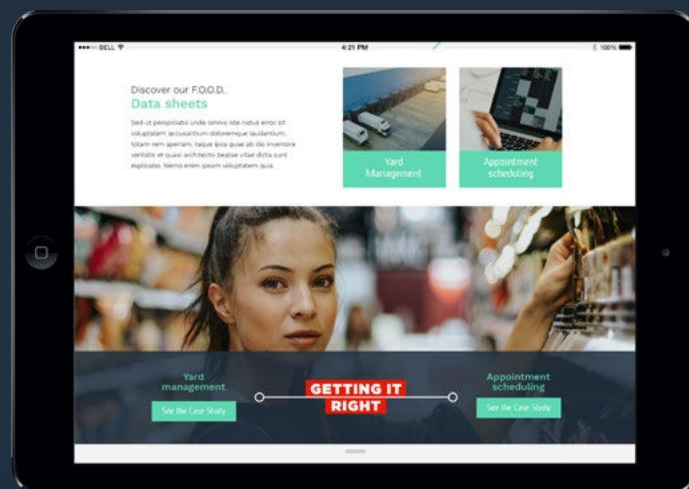 BELL 4:21 PM 100%
Discover our F.O.O.D.
Data sheets
Sed ut perspiciatis unde omnis iste natus error sit
voluptatem accusantium doloremque laudantium,
totam rem aperiam, eaque ipsa quae ab illo inventore
veritatis et quasi architecto beatae vitae dicta sunt
explicabo. Nemo enim ipsam voluptatem quia.
Yard
Management
Appointment
scheduling
Yard
management
See the Case Study
GETTING IT
RIGHT
Appointment
scheduling
See the Case Study